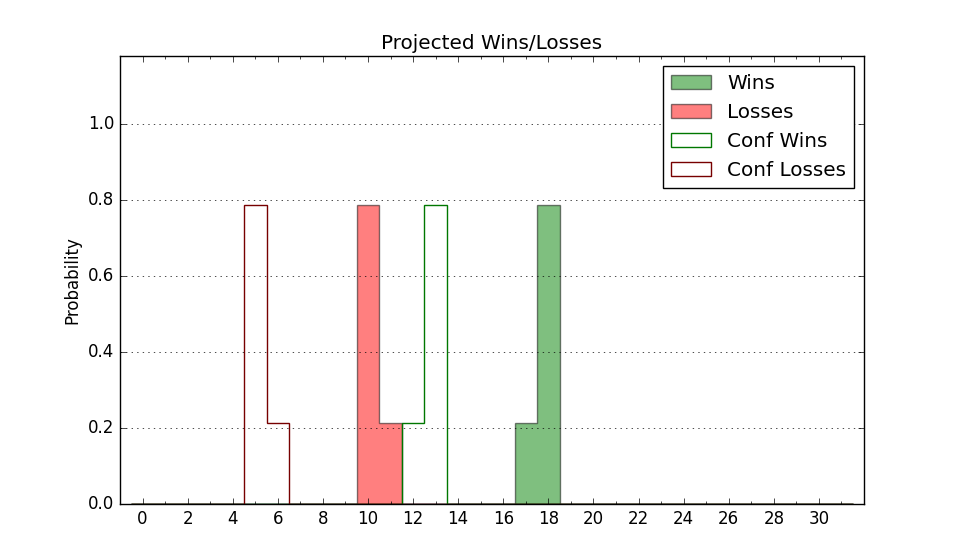 Projected Wins/Losses
Wins
Losses
Conf Wins
Conf Losses
1.0
0.8
0.6
0.4
0.2
0.0
Probability
0 2 4 6 8 10 12 14 16 18 20 22 24 26 28 30